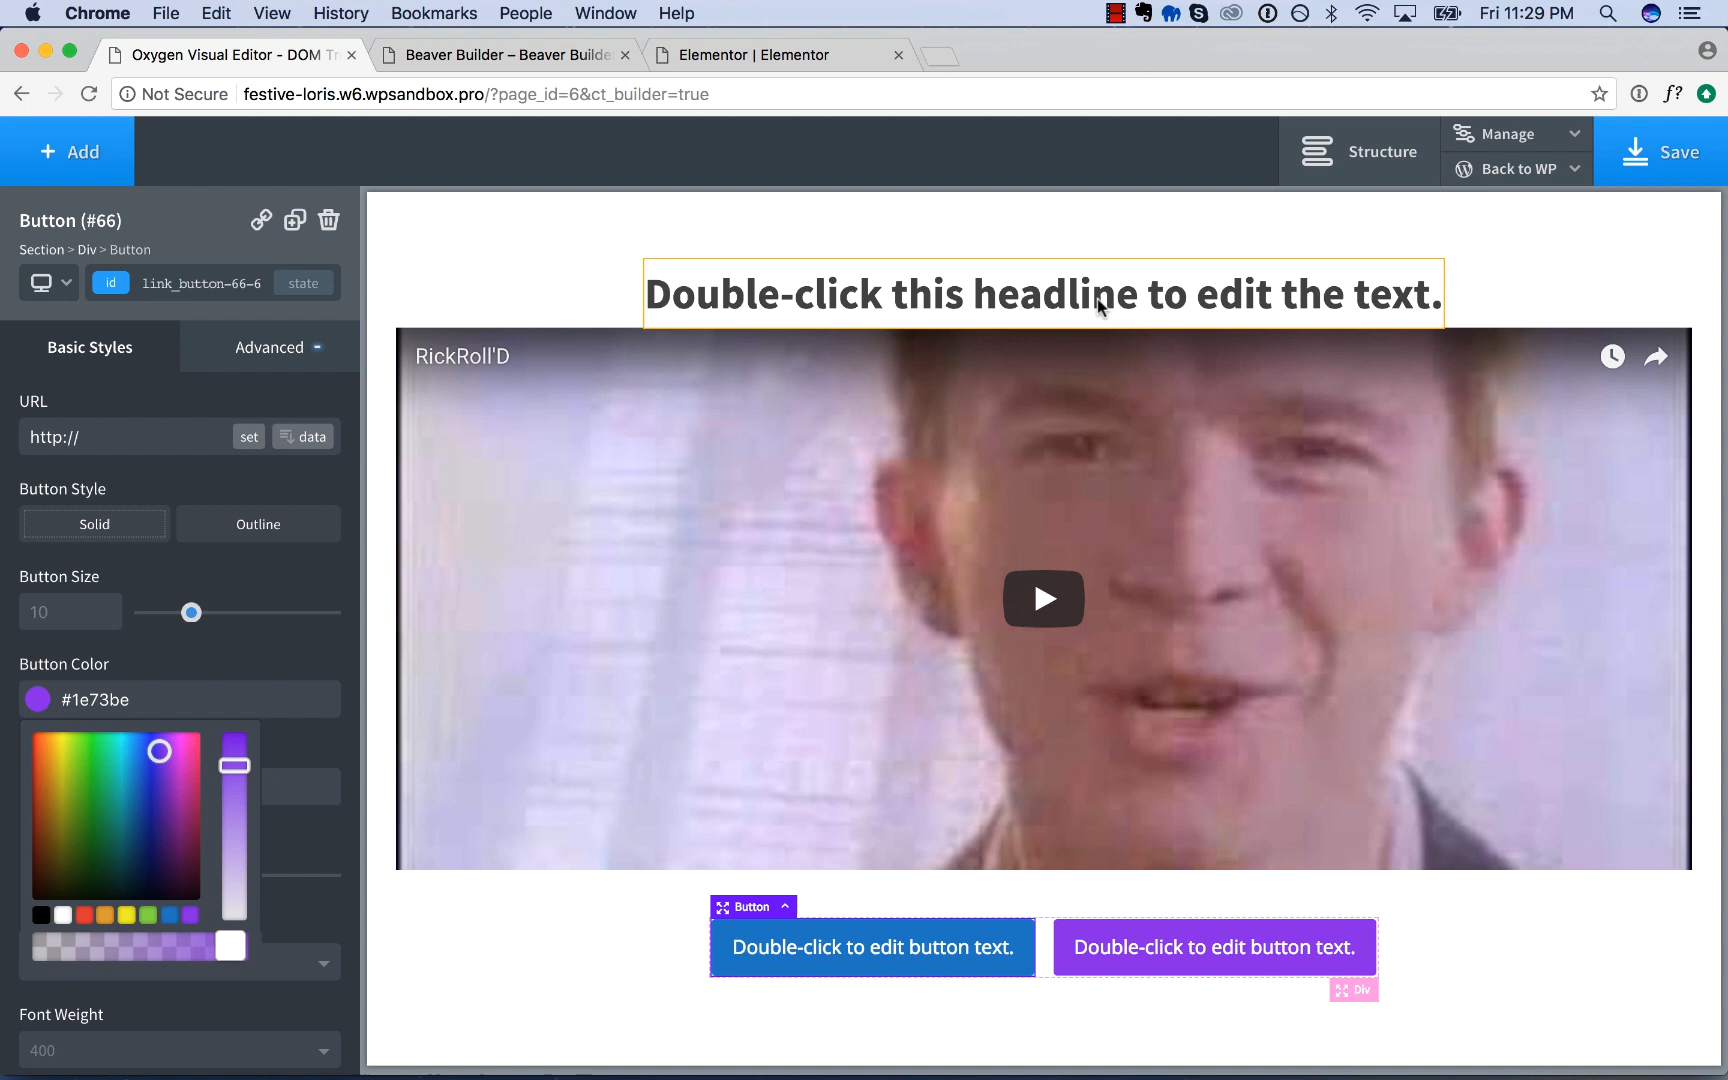 Chrome File Edit View History Bookmarks People Window Help Fri 11:29 PM
Oxygen Visual Editor - DOM Tr Beaver Builder – Beaver Builde Elementor | Elementor
Not Secure festive-loris.w6.wpsandbox.pro/?page_id=6&ct_builder=true f?
+ Add Structure Manage Save
Back to WP
Button (#66)
Section > Div > Button
id link_button-66-6 state
Basic Styles Advanced
URL
http:// set data
Button Style
Solid Outline
Button Size
10
Button Color
#1e73be
Font Weight
400
Double-click this headline to edit the text.
RickRoll'D
Button
Double-click to edit button text. Double-click to edit button text.
Div